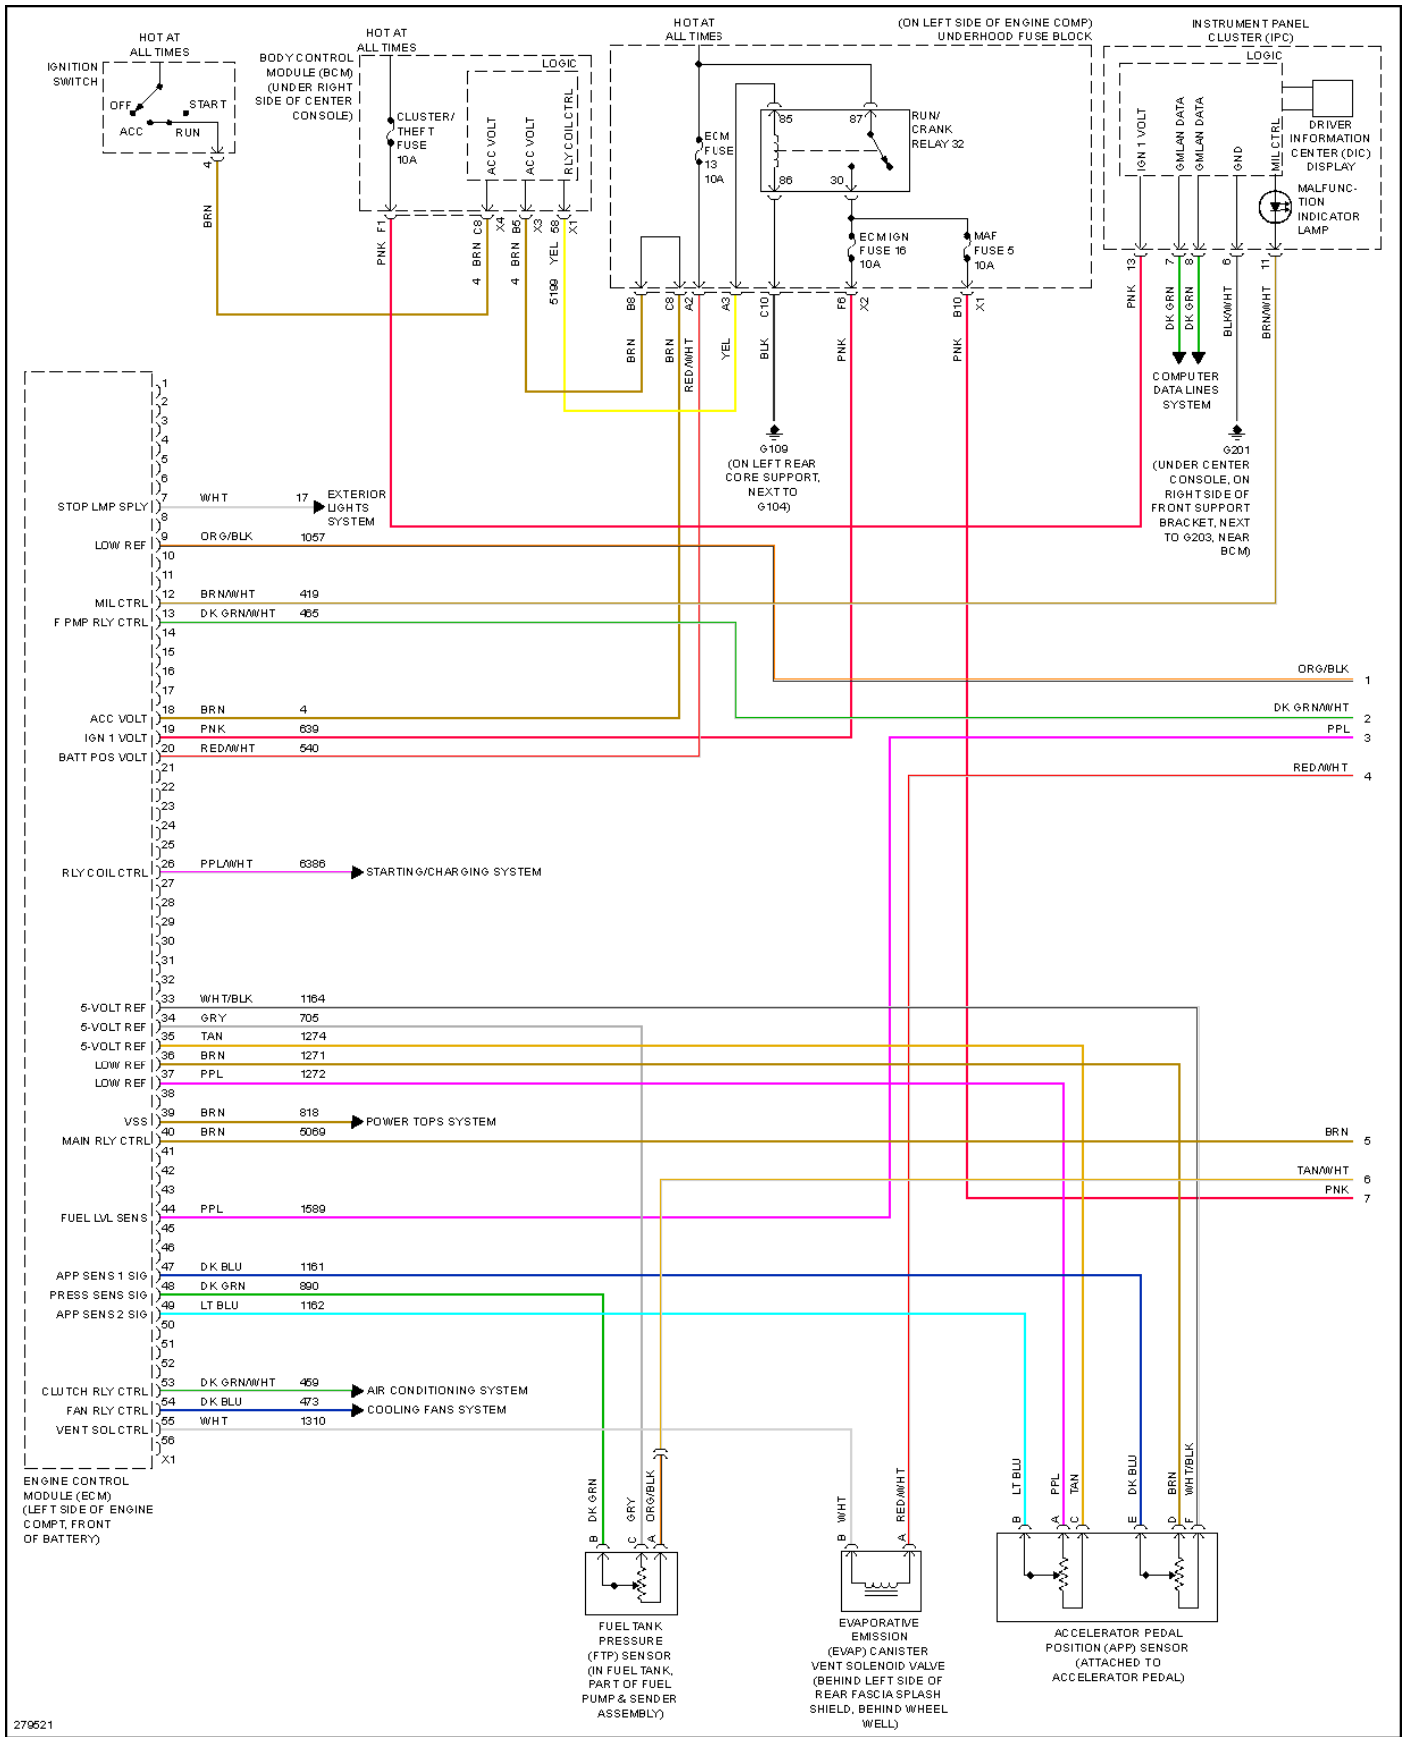 HOT AT
ALL TIMES
IGNITION
SWITCH
OFF
START
ACC
RUN
4
BRN
HOT AT
ALL TIMES
BODY CONTROL
MODULE (BCM)
(UNDER RIGHT
SIDE OF CENTER
CONSOLE)
LOGIC
CLUSTER/
THEFT
FUSE
10A
ACC VOLT
ACC VOLT
RLY COIL CTRL
F1
C8
X4
B5
X3
58
X1
PNK
4 BRN
4 BRN
5199 YEL
HOT AT
ALL TIMES
(ON LEFT SIDE OF ENGINE COMP)
UNDERHOOD FUSE BLOCK
ECM
FUSE
13
10A
85
87
86
30
RUN/
CRANK
RELAY 32
ECM IGN
FUSE 16
10A
MAF
FUSE 5
10A
B8
C8
A2
A3
C10
F6
X2
B10
X1
BRN
BRN
RED/WHT
YEL
BLK
PNK
PNK
G109
(ON LEFT REAR
CORE SUPPORT,
NEXT TO
G104)
INSTRUMENT PANEL
CLUSTER (IPC)
LOGIC
IGN 1 VOLT
GMLAN DATA
GMLAN DATA
GND
MIL CTRL
DRIVER
INFORMATION
CENTER (DIC)
DISPLAY
MALFUNC-
TION
INDICATOR
LAMP
13
7
8
6
11
PNK
DK GRN
DK GRN
BLK/WHT
BRN/WHT
COMPUTER
DATA LINES
SYSTEM
G201
(UNDER CENTER
CONSOLE, ON
RIGHT SIDE OF
FRONT SUPPORT
BRACKET, NEXT
TO G203, NEAR
BCM)
1
2
3
4
5
6
STOP LMP SPLY 7 WHT 17 EXTERIOR
LIGHTS
SYSTEM
8
LOW REF 9 ORG/BLK 1057
10
11
MIL CTRL 12 BRN/WHT 419
F PMP RLY CTRL 13 DK GRN/WHT 465
14
15
16
17
ACC VOLT 18 BRN 4
IGN 1 VOLT 19 PNK 639
BATT POS VOLT 20 RED/WHT 540
21
22
23
24
25
RLY COIL CTRL 26 PPL/WHT 6386 STARTING/CHARGING SYSTEM
27
28
29
30
31
32
5-VOLT REF 33 WHT/BLK 1164
5-VOLT REF 34 GRY 705
5-VOLT REF 35 TAN 1274
LOW REF 36 BRN 1271
LOW REF 37 PPL 1272
38
VSS 39 BRN 818 POWER TOPS SYSTEM
MAIN RLY CTRL 40 BRN 5069
41
42
43
FUEL LVL SENS 44 PPL 1589
45
46
APP SENS 1 SIG 47 DK BLU 1161
PRESS SENS SIG 48 DK GRN 890
APP SENS 2 SIG 49 LT BLU 1162
50
51
52
CLUTCH RLY CTRL 53 DK GRN/WHT 459 AIR CONDITIONING SYSTEM
FAN RLY CTRL 54 DK BLU 473 COOLING FANS SYSTEM
VENT SOL CTRL 55 WHT 1310
56
X1
ENGINE CONTROL
MODULE (ECM)
(LEFT SIDE OF ENGINE
COMPT, FRONT
OF BATTERY)
ORG/BLK 1
DK GRN/WHT 2
PPL 3
RED/WHT 4
BRN 5
TAN/WHT 6
PNK 7
B DK GRN
C GRY
A ORG/BLK
FUEL TANK
PRESSURE
(FTP) SENSOR
(IN FUEL TANK,
PART OF FUEL
PUMP & SENDER
ASSEMBLY)
B WHT
A RED/WHT
EVAPORATIVE
EMISSION
(EVAP) CANISTER
VENT SOLENOID VALVE
(BEHIND LEFT SIDE OF
REAR FASCIA SPLASH
SHIELD, BEHIND WHEEL
WELL)
B LT BLU
A PPL
C TAN
E DK BLU
D BRN
F WHT/BLK
ACCELERATOR PEDAL
POSITION (APP) SENSOR
(ATTACHED TO
ACCELERATOR PEDAL)
279521